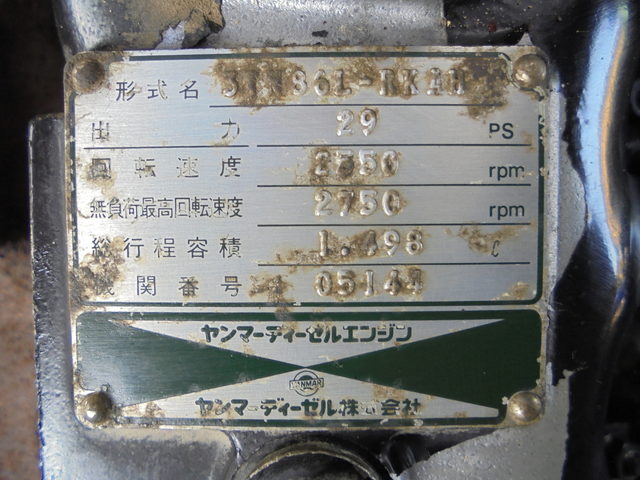 形式名
出力 29 PS
回転速度 2550 rpm
無負荷最高回転速度 2750 rpm
総行程容積 1.498 ℓ
機関番号 05144
ヤンマーディーゼルエンジン
YANMAR
ヤンマーディーゼル株式会社